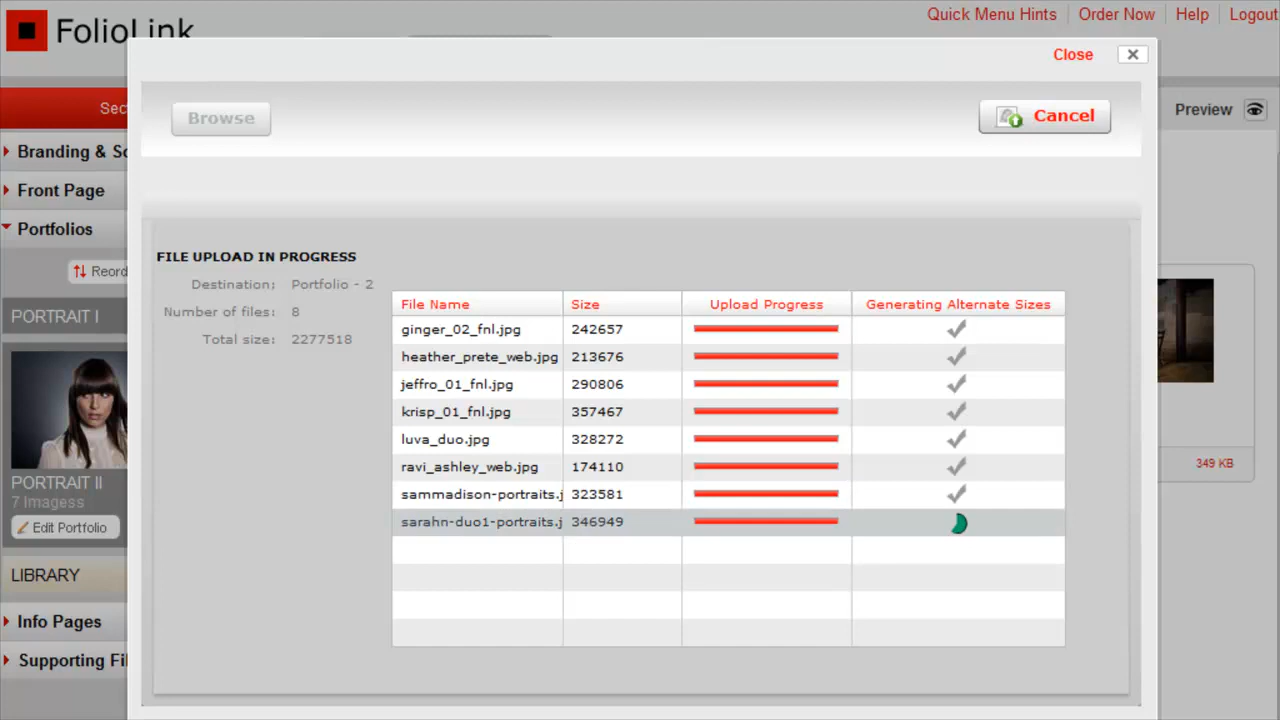 FolioLink
Quick Menu Hints
Order Now
Help
Logout
Close
Browse
Cancel
Preview
Sect
Branding & So
Front Page
Portfolios
Reord
PORTRAIT I
PORTRAIT II
7 Imagess
Edit Portfolio
LIBRARY
Info Pages
Supporting Fil
FILE UPLOAD IN PROGRESS
Destination: Portfolio - 2
Number of files: 8
Total size: 2277518
File Name Size Upload Progress Generating Alternate Sizes
ginger_02_fnl.jpg 242657
heather_prete_web.jpg 213676
jeffro_01_fnl.jpg 290806
krisp_01_fnl.jpg 357467
luva_duo.jpg 328272
ravi_ashley_web.jpg 174110
sammadison-portraits.j 323581
sarahn-duo1-portraits.j 346949
349 KB